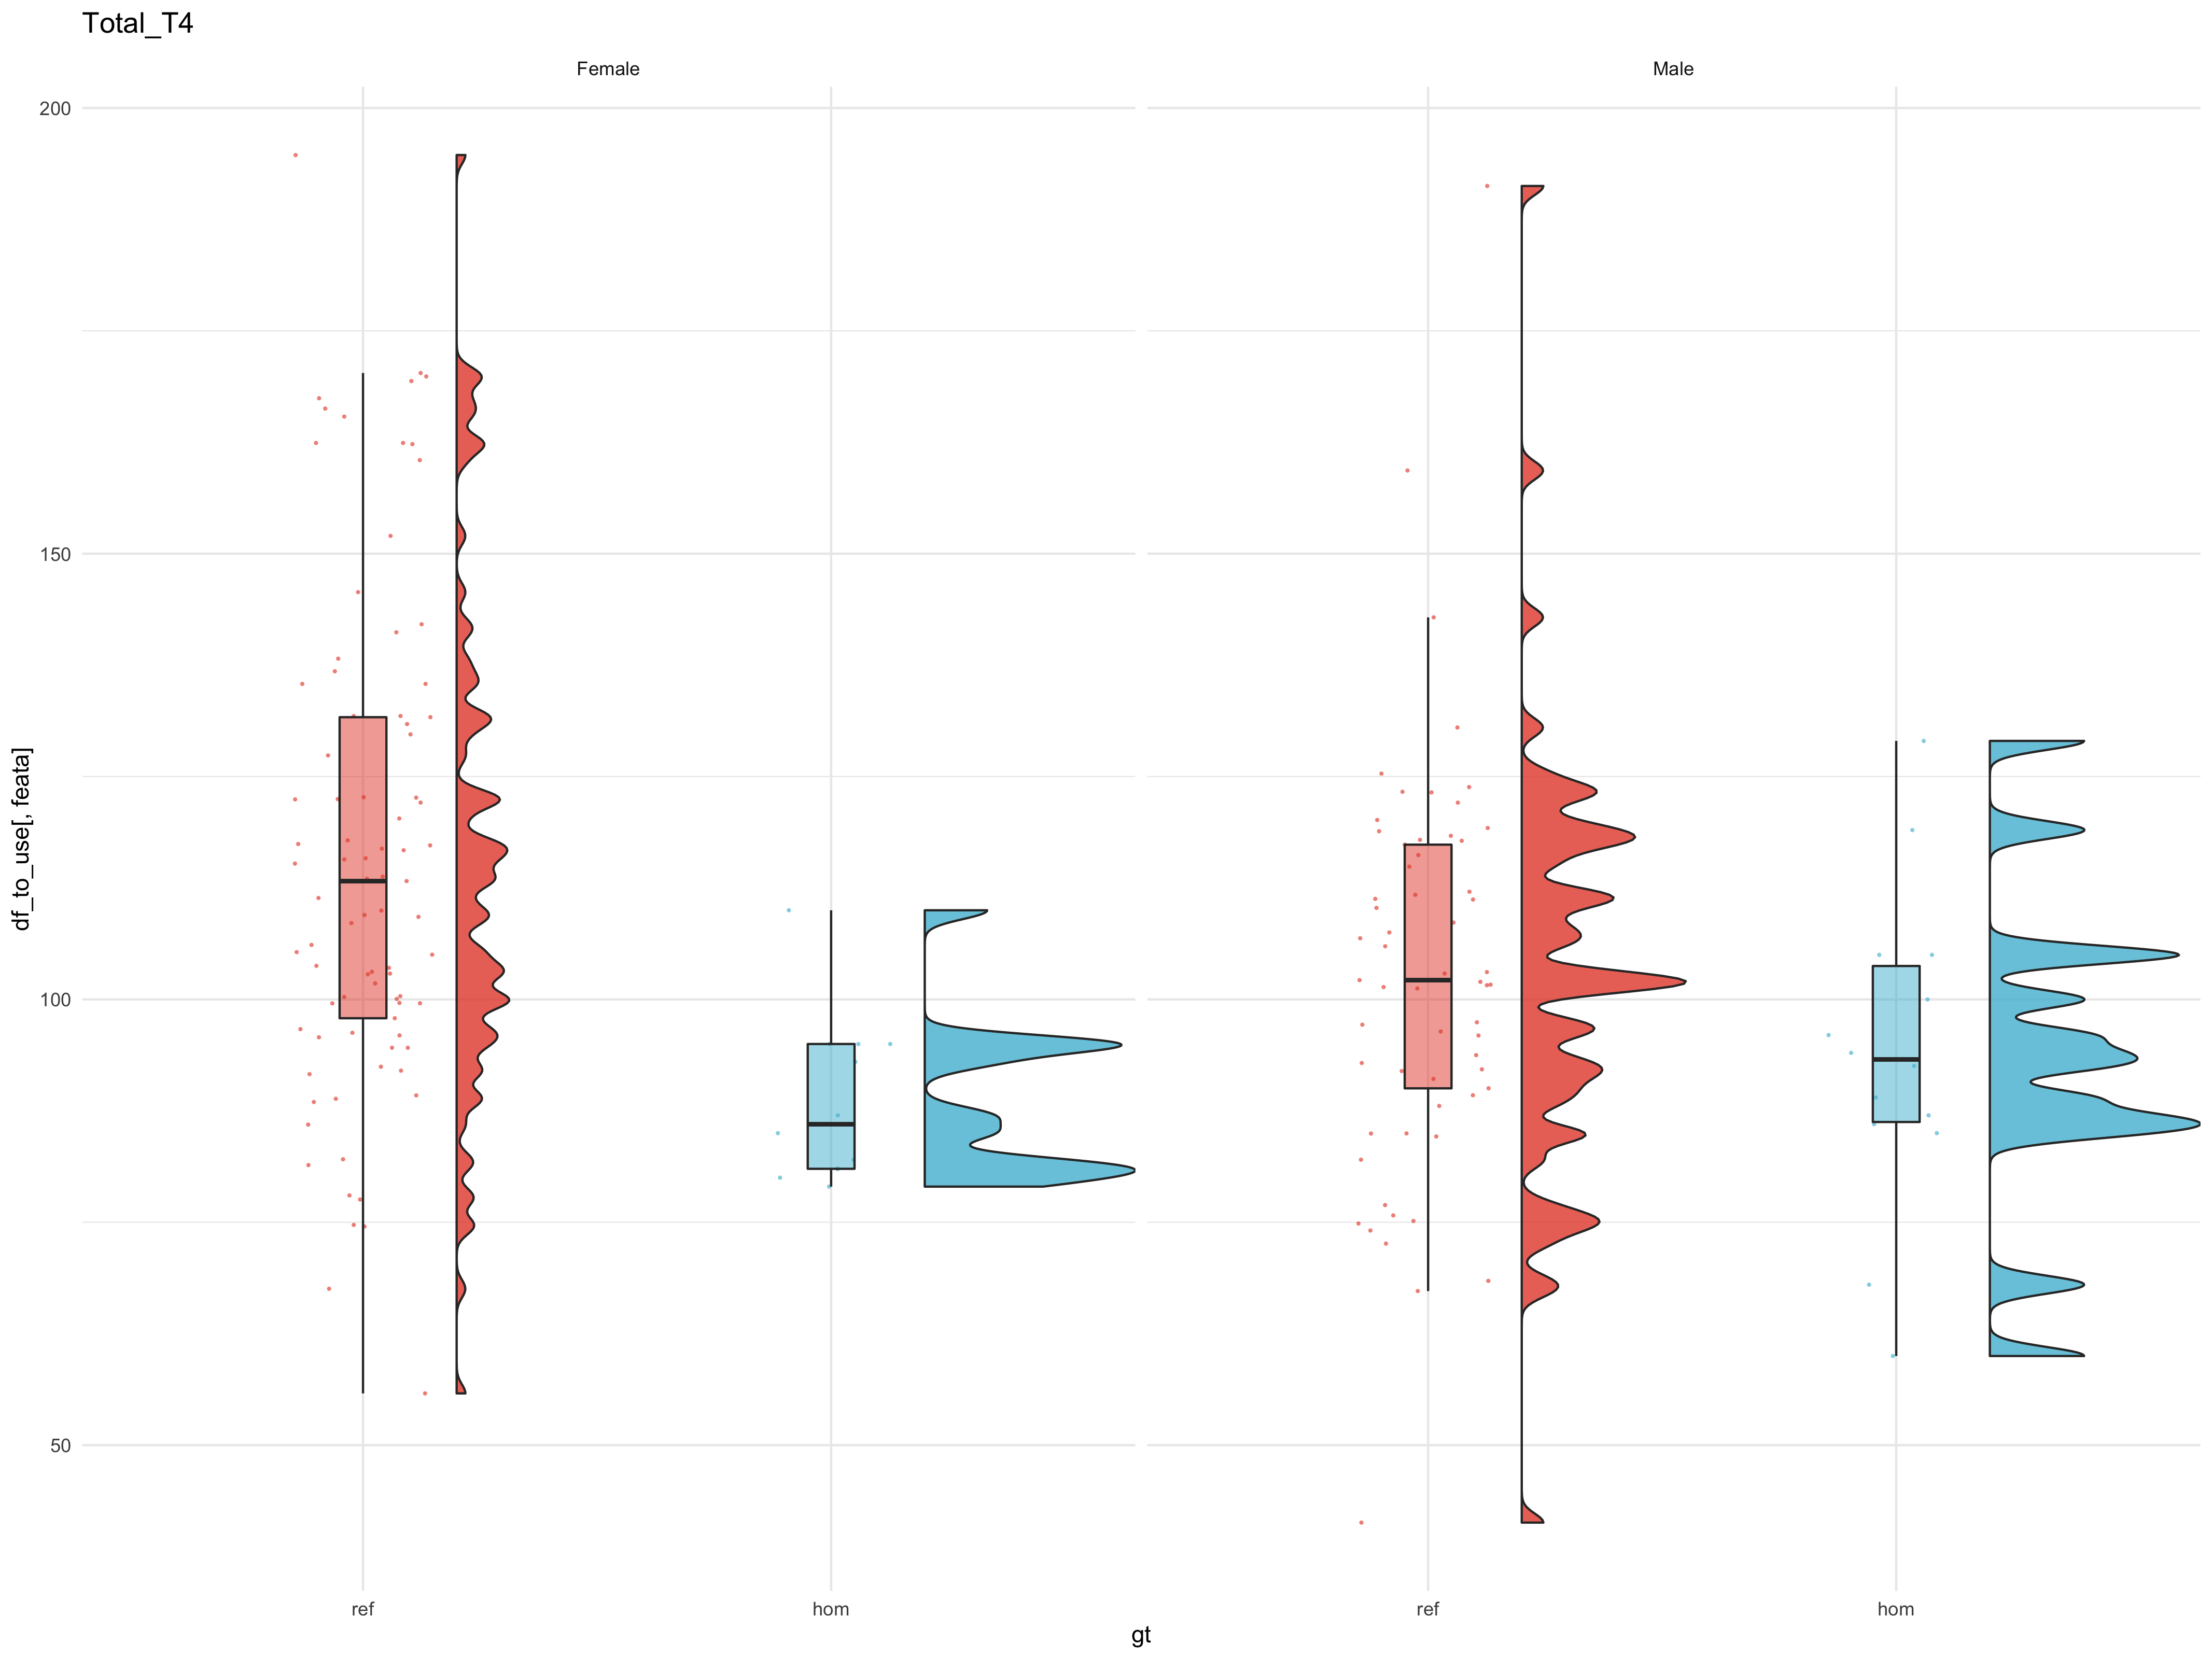 Total_T4
Female
Male
200
150
100
50
df_to_use[, feata]
ref
hom
ref
hom
gt